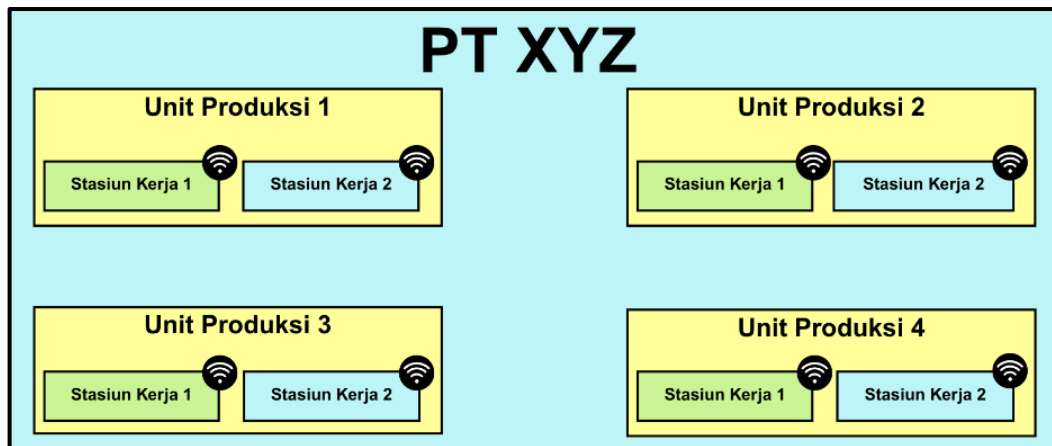 PT XYZ
Unit Produksi 1
Stasiun Kerja 1
Stasiun Kerja 2
Unit Produksi 2
Stasiun Kerja 1
Stasiun Kerja 2
Unit Produksi 3
Stasiun Kerja 1
Stasiun Kerja 2
Unit Produksi 4
Stasiun Kerja 1
Stasiun Kerja 2